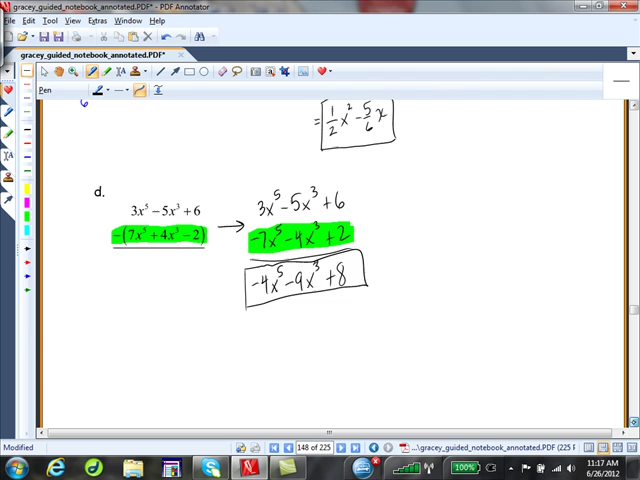 gracey_guided_notebook_annotated.PDF* - PDF Annotator
File Edit Tool View Extras Window Help
gracey_guided_notebook_annotated.PDF*
Pen
6
= 1/2 x² - 5/6 x
d.
3x⁵ - 5x³ + 6 → 3x⁵ - 5x³ + 6
-(7x⁵ + 4x³ - 2) -7x⁵ - 4x³ + 2
-4x⁵ - 9x³ + 8
Modified 148 of 225 ...\gracey_guided_notebook_annotated.PDF (225 P
100% 11:17 AM
6/26/2012